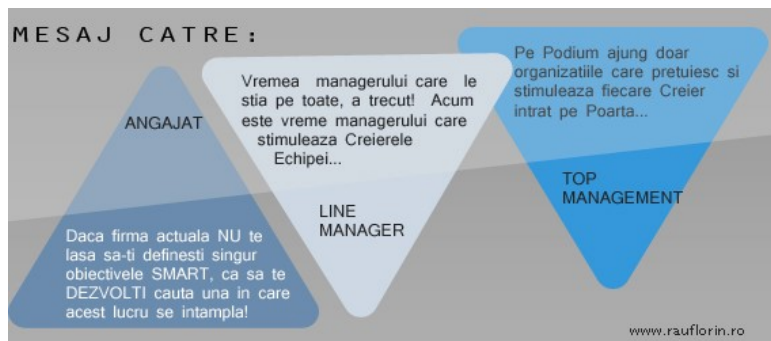 MESAJ CATRE:
ANGAJAT
Daca firma actuala NU te
lasa sa-ti definesti singur
obiectivele SMART, ca sa te
DEZVOLTI cauta una in care
acest lucru se intampla!
Vremea managerului care le
stia pe toate, a trecut! Acum
este vreme managerului care
stimuleaza Creierele
Echipei...
LINE
MANAGER
Pe Podium ajung doar
organizatiile care pretuiesc si
stimuleaza fiecare Creier
intrat pe Poarta...
TOP
MANAGEMENT
www.rauflorin.ro